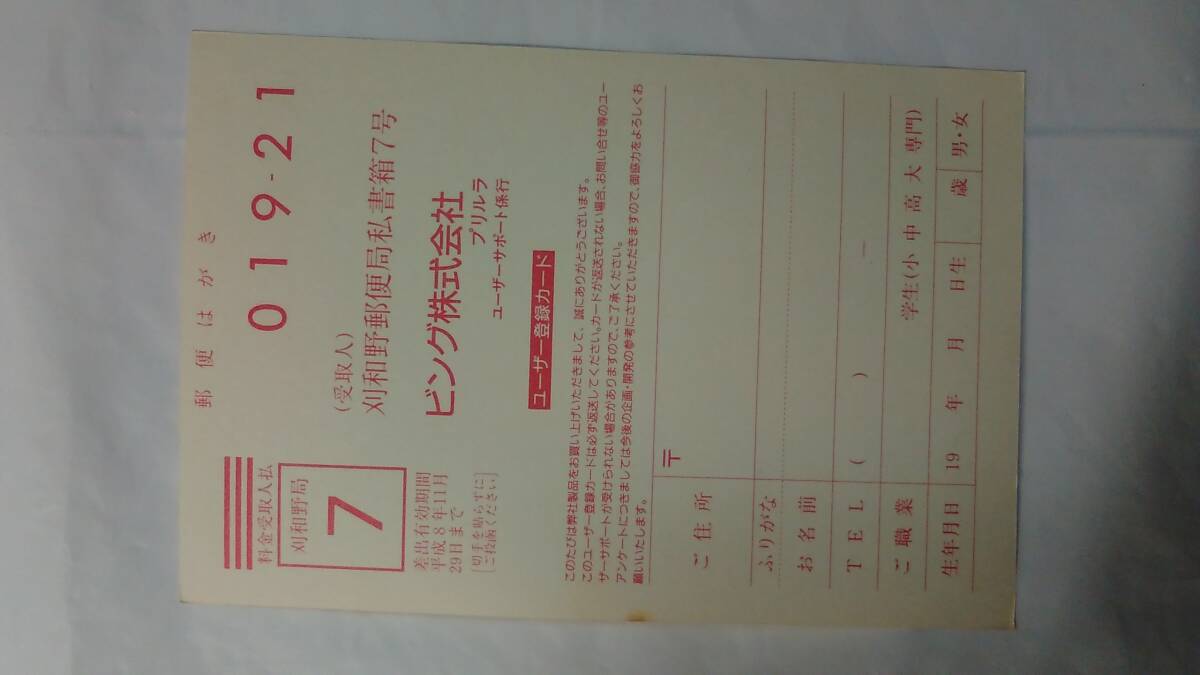 郵便はがき
019-21
料金受取人払
刈和野局
7
差出有効期間
平成8年11月
29日まで
[切手を貼らずに
ご投函ください]
(受取人)
刈和野郵便局私書箱7号
ビング株式会社
プリルラ
ユーザーサポート係行
ユーザー登録カード
このたびは弊社製品をお買い上げいただきまして、誠にありがとうございます。
このユーザー登録カードは必ず返送してください。カードが返送されない場合、お問い合せ等のユー
ザーサポートが受けられない場合がありますので、ご了承ください。
アンケートにつきましては今後の企画・開発の参考にさせていただきますので、御協力をよろしくお
願いいたします。
ご住所 〒
ふりがな
お名前
TEL ( ) ―
ご職業 学生(小 中 高 大 専門)
生年月日 19 年 月 日生 歳 男・女